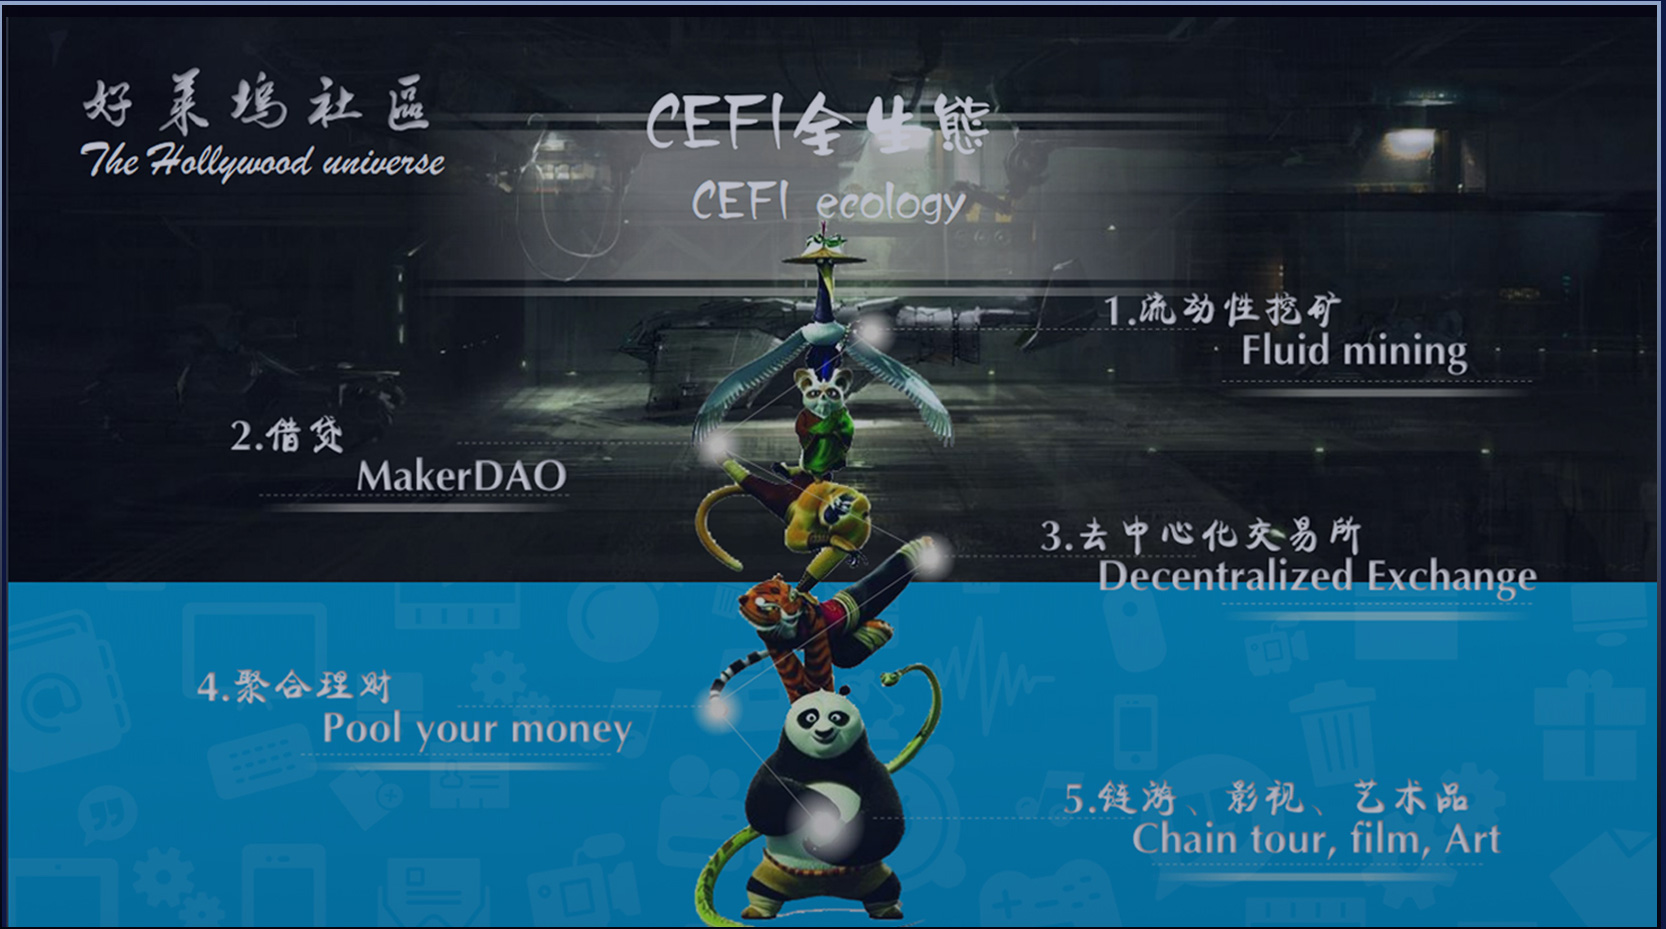 好莱塢社區
The Hollywood universe
CEFI全生態
CEFI ecology
1.流动性挖矿
Fluid mining
2.借贷
MakerDAO
3.去中心化交易所
Decentralized Exchange
4.聚合理财
Pool your money
5.链游、影视、艺术品
Chain tour, film, Art